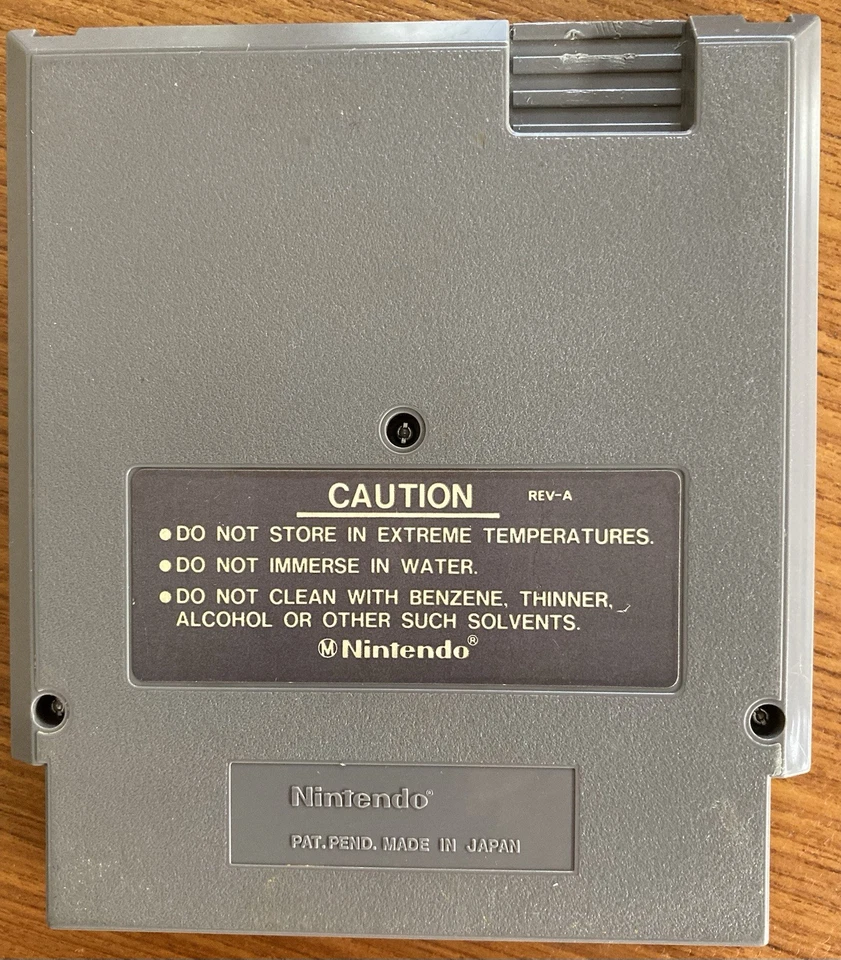 CAUTION REV-A
●DO NOT STORE IN EXTREME TEMPERATURES.
●DO NOT IMMERSE IN WATER.
●DO NOT CLEAN WITH BENZENE, THINNER,
ALCOHOL OR OTHER SUCH SOLVENTS.
Ⓜ Nintendo®
Nintendo®
PAT. PEND. MADE IN JAPAN